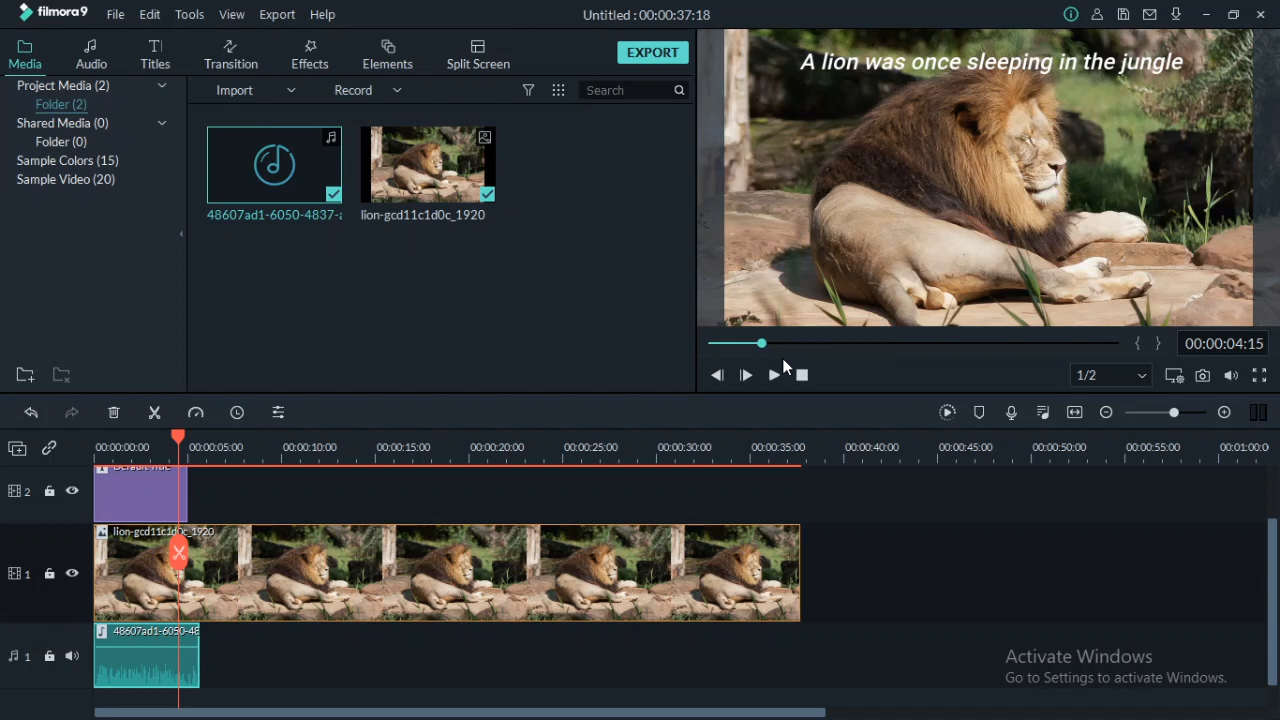 filmora9
File Edit Tools View Export Help
Untitled : 00:00:37:18
Media Audio Titles Transition Effects Elements Split Screen
EXPORT
Project Media (2)
Folder (2)
Shared Media (0)
Folder (0)
Sample Colors (15)
Sample Video (20)
Import Record Search
48607ad1-6050-4837-a
lion-gcd11c1d0c_1920
A lion was once sleeping in the jungle
00:00:04:15
1/2
00:00:00:00 00:00:05:00 00:00:10:00 00:00:15:00 00:00:20:00 00:00:25:00 00:00:30:00 00:00:35:00 00:00:40:00 00:00:45:00 00:00:50:00 00:00:55:00 00:01:00:0
2
Default Title
1
lion-gcd11c1d0c_1920
1
48607ad1-6050-48
Activate Windows
Go to Settings to activate Windows.